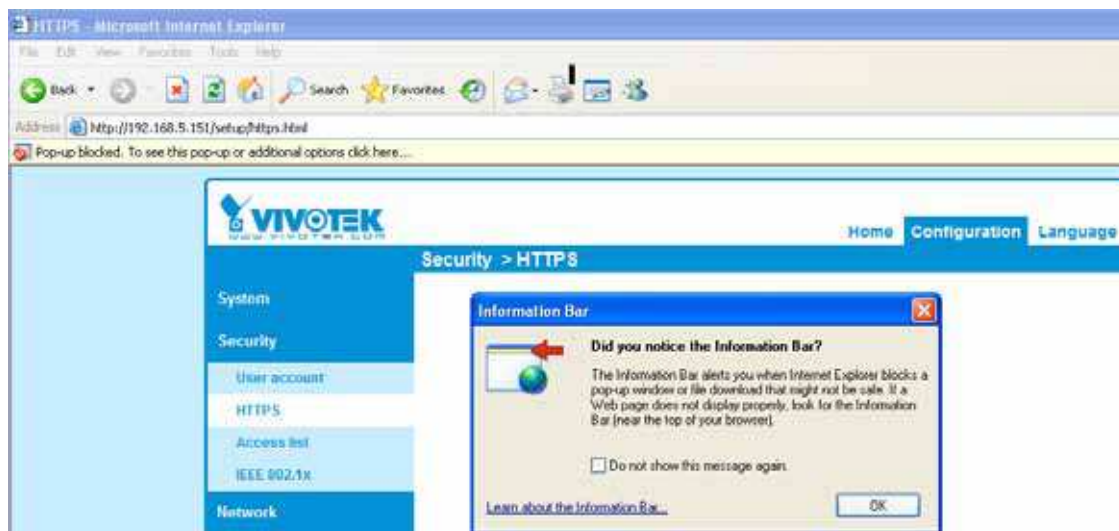 HTTPS - Microsoft Internet Explorer
File Edit View Favorites Tools Help
Back Search Favorites
Address http://192.168.5.151/setup/https.html
Pop-up blocked. To see this pop-up or additional options click here...
VIVOTEK
WWW.VIVOTEK.COM
Home Configuration Language
Security > HTTPS
System
Security
User account
HTTPS
Access list
IEEE 802.1x
Network
Information Bar
Did you notice the Information Bar?
The Information Bar alerts you when Internet Explorer blocks a
pop-up window or file download that might not be safe. If a
Web page does not display properly, look for the Information
Bar (near the top of your browser).
Do not show this message again.
Learn about the Information Bar...
OK